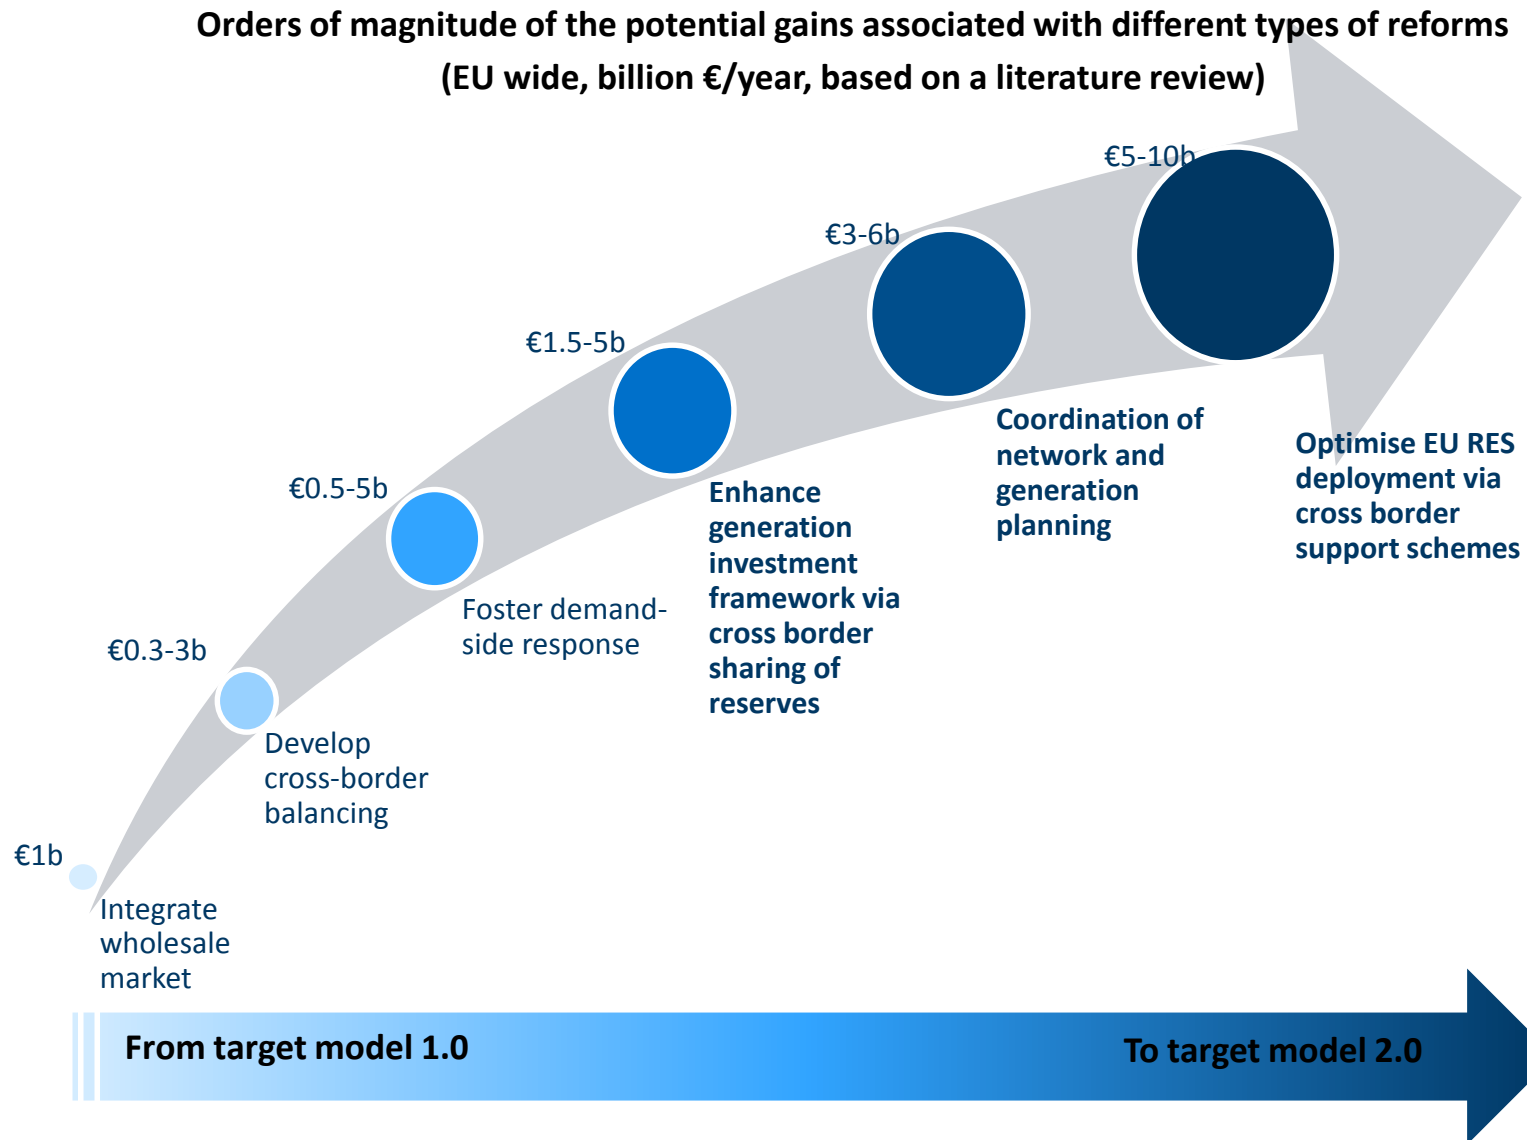 Orders of magnitude of the potential gains associated with different types of reforms
(EU wide, billion €/year, based on a literature review)
€5-10b
€3-6b
€1.5-5b
€0.5-5b
€0.3-3b
€1b
Optimise EU RES
deployment via
cross border
support schemes
Coordination of
network and
generation
planning
Enhance
generation
investment
framework via
cross border
sharing of
reserves
Foster demand-
side response
Develop
cross-border
balancing
Integrate
wholesale
market
From target model 1.0
To target model 2.0